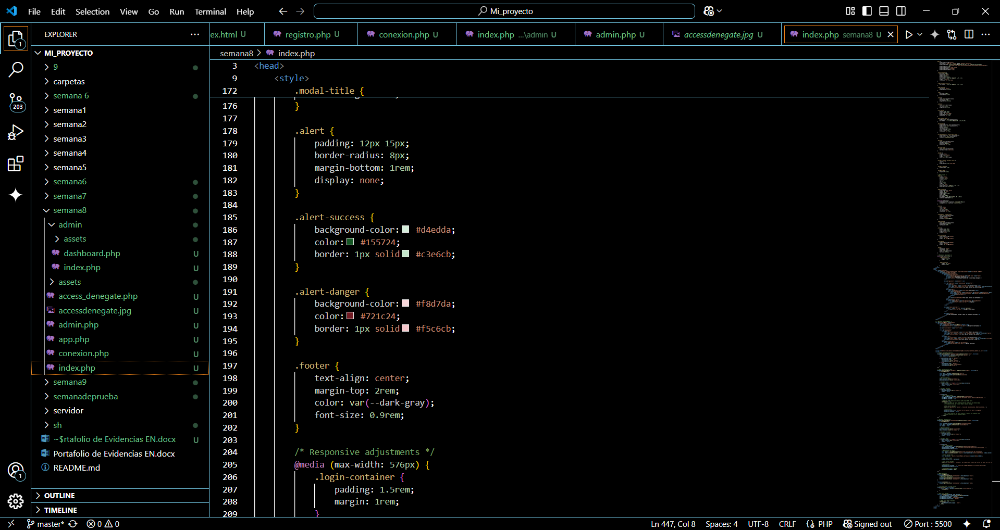 File Edit Selection View Go Run Terminal Help
Mi_proyecto
EXPLORER
ex.html U
registro.php U
conexion.php U
index.php ...\admin U
admin.php U
accessdenegate.jpg U
index.php semana8 U
semana8 > index.php
1
203
MI_PROYECTO
9
carpetas
semana 6
semana1
semana2
semana3
semana4
semana5
semana6
semana7
semana8
admin
assets
dashboard.php U
index.php U
assets
access_denegate.php U
accessdenegate.jpg U
admin.php U
app.php U
conexion.php U
index.php U
semana9
semanadeprueba
servidor
sh
~$rtafolio de Evidencias EN.docx U
Portafolio de Evidencias EN.docx
README.md
1
OUTLINE
TIMELINE
3 <head>
9 <style>
172 .modal-title {
176 }
177
178 .alert {
179 padding: 12px 15px;
180 border-radius: 8px;
181 margin-bottom: 1rem;
182 display: none;
183 }
184
185 .alert-success {
186 background-color: #d4edda;
187 color: #155724;
188 border: 1px solid #c3e6cb;
189 }
190
191 .alert-danger {
192 background-color: #f8d7da;
193 color: #721c24;
194 border: 1px solid #f5c6cb;
195 }
196
197 .footer {
198 text-align: center;
199 margin-top: 2rem;
200 color: var(--dark-gray);
201 font-size: 0.9rem;
202 }
203
204 /* Responsive adjustments */
205 @media (max-width: 576px) {
206 .login-container {
207 padding: 1.5rem;
208 margin: 1rem;
209 }
master* 0 0
Ln 447, Col 8 Spaces: 4 UTF-8 CRLF {} PHP Signed out Port : 5500